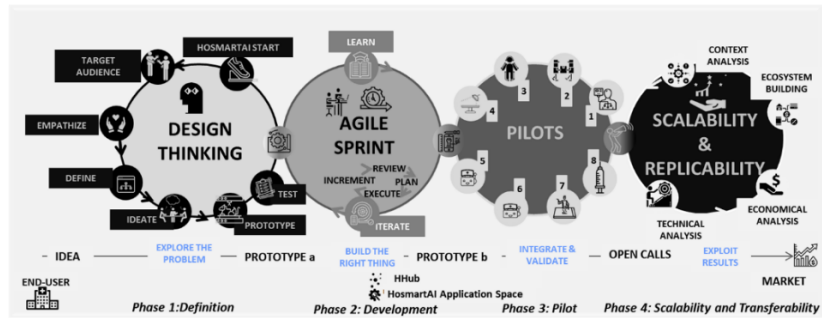 HOSMARTAI START
TARGET
AUDIENCE
EMPATHIZE
DEFINE
IDEATE
PROTOTYPE
TEST
DESIGN
THINKING
LEARN
AGILE
SPRINT
REVIEW
INCREMENT
PLAN
EXECUTE
ITERATE
PILOTS
1
2
3
4
5
6
7
8
SCALABILITY
&
REPLICABILITY
CONTEXT
ANALYSIS
ECOSYSTEM
BUILDING
ECONOMICAL
ANALYSIS
TECHNICAL
ANALYSIS
IDEA
EXPLORE THE
PROBLEM
PROTOTYPE a
BUILD THE
RIGHT THING
PROTOTYPE b
INTEGRATE &
VALIDATE
OPEN CALLS
EXPLOIT
RESULTS
MARKET
END-USER
HHub
HosmartAI Application Space
Phase 1:Definition
Phase 2: Development
Phase 3: Pilot
Phase 4: Scalability and Transferability